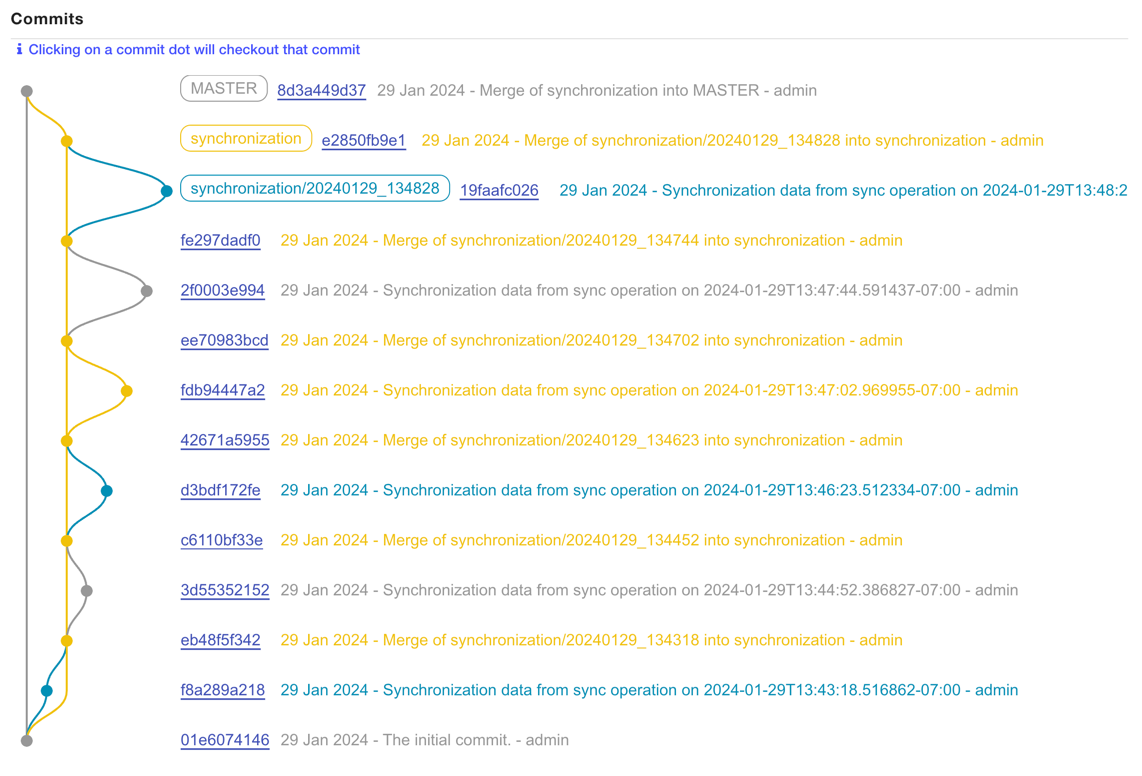 Commits
i Clicking on a commit dot will checkout that commit
MASTER 8d3a449d37 29 Jan 2024 - Merge of synchronization into MASTER - admin
synchronization e2850fb9e1 29 Jan 2024 - Merge of synchronization/20240129_134828 into synchronization - admin
synchronization/20240129_134828 19faafc026 29 Jan 2024 - Synchronization data from sync operation on 2024-01-29T13:48:2
fe297dadf0 29 Jan 2024 - Merge of synchronization/20240129_134744 into synchronization - admin
2f0003e994 29 Jan 2024 - Synchronization data from sync operation on 2024-01-29T13:47:44.591437-07:00 - admin
ee70983bcd 29 Jan 2024 - Merge of synchronization/20240129_134702 into synchronization - admin
fdb94447a2 29 Jan 2024 - Synchronization data from sync operation on 2024-01-29T13:47:02.969955-07:00 - admin
42671a5955 29 Jan 2024 - Merge of synchronization/20240129_134623 into synchronization - admin
d3bdf172fe 29 Jan 2024 - Synchronization data from sync operation on 2024-01-29T13:46:23.512334-07:00 - admin
c6110bf33e 29 Jan 2024 - Merge of synchronization/20240129_134452 into synchronization - admin
3d55352152 29 Jan 2024 - Synchronization data from sync operation on 2024-01-29T13:44:52.386827-07:00 - admin
eb48f5f342 29 Jan 2024 - Merge of synchronization/20240129_134318 into synchronization - admin
f8a289a218 29 Jan 2024 - Synchronization data from sync operation on 2024-01-29T13:43:18.516862-07:00 - admin
01e6074146 29 Jan 2024 - The initial commit. - admin